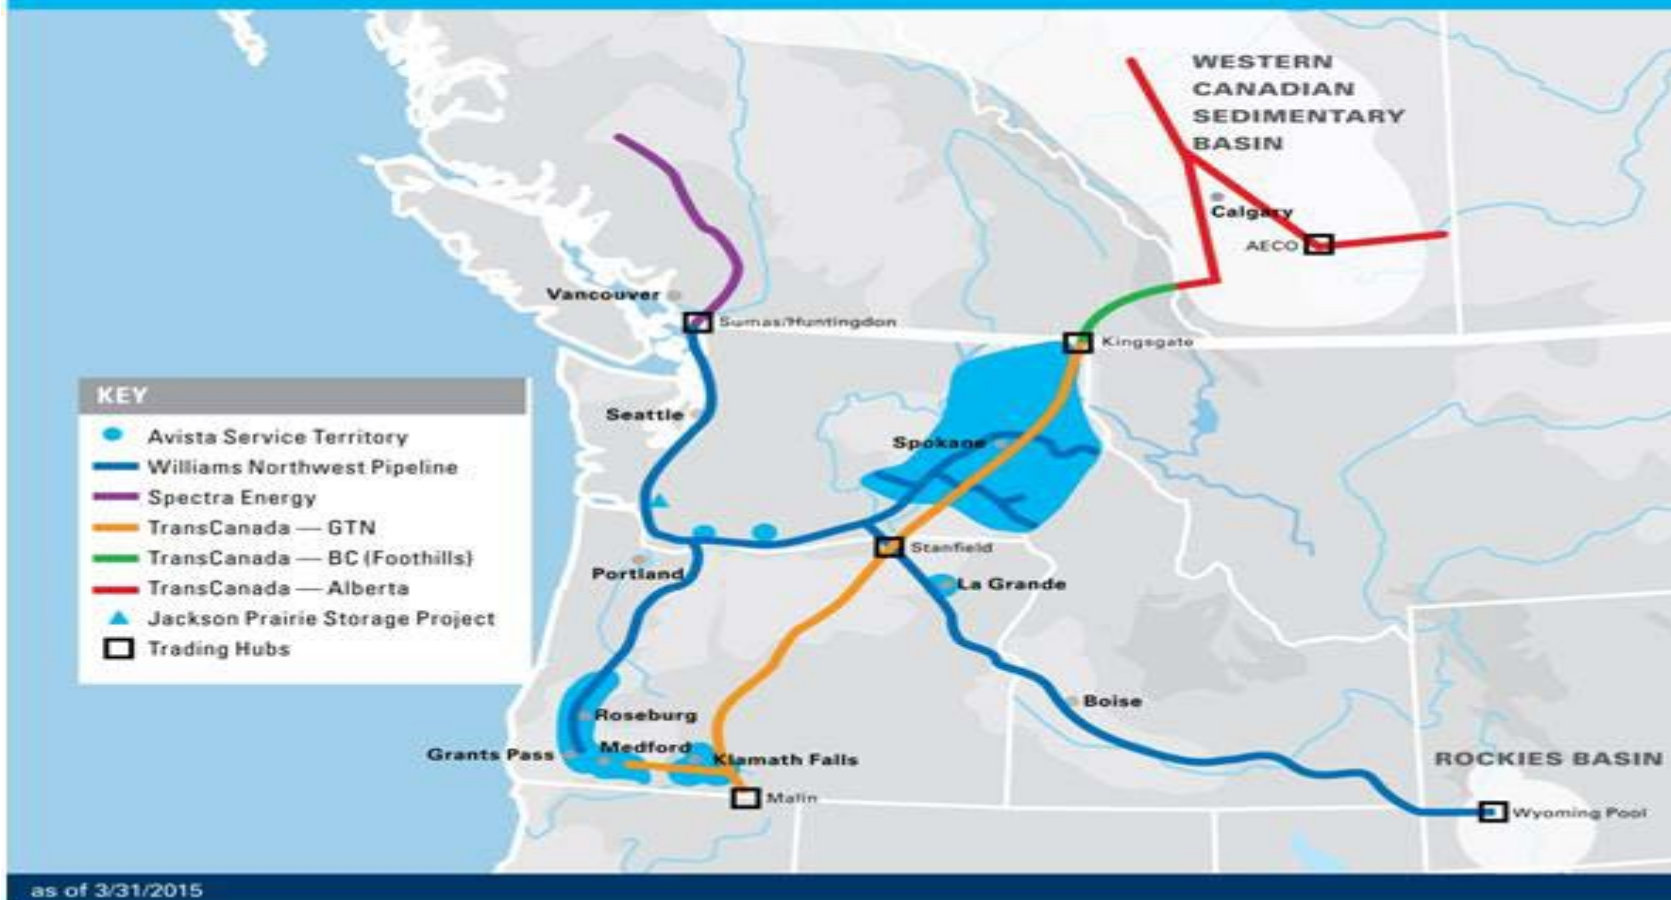 WESTERN
CANADIAN
SEDIMENTARY
BASIN
Calgary
AECO
Vancouver
Sumas/Huntingdon
Kingsgate
KEY
Avista Service Territory
Williams Northwest Pipeline
Spectra Energy
TransCanada — GTN
TransCanada — BC (Foothills)
TransCanada — Alberta
Jackson Prairie Storage Project
Trading Hubs
Seattle
Spokane
Stanfield
Portland
La Grande
Boise
Roseburg
Medford
Grants Pass
Klamath Falls
ROCKIES BASIN
Malin
Wyoming Pool
as of 3/31/2015